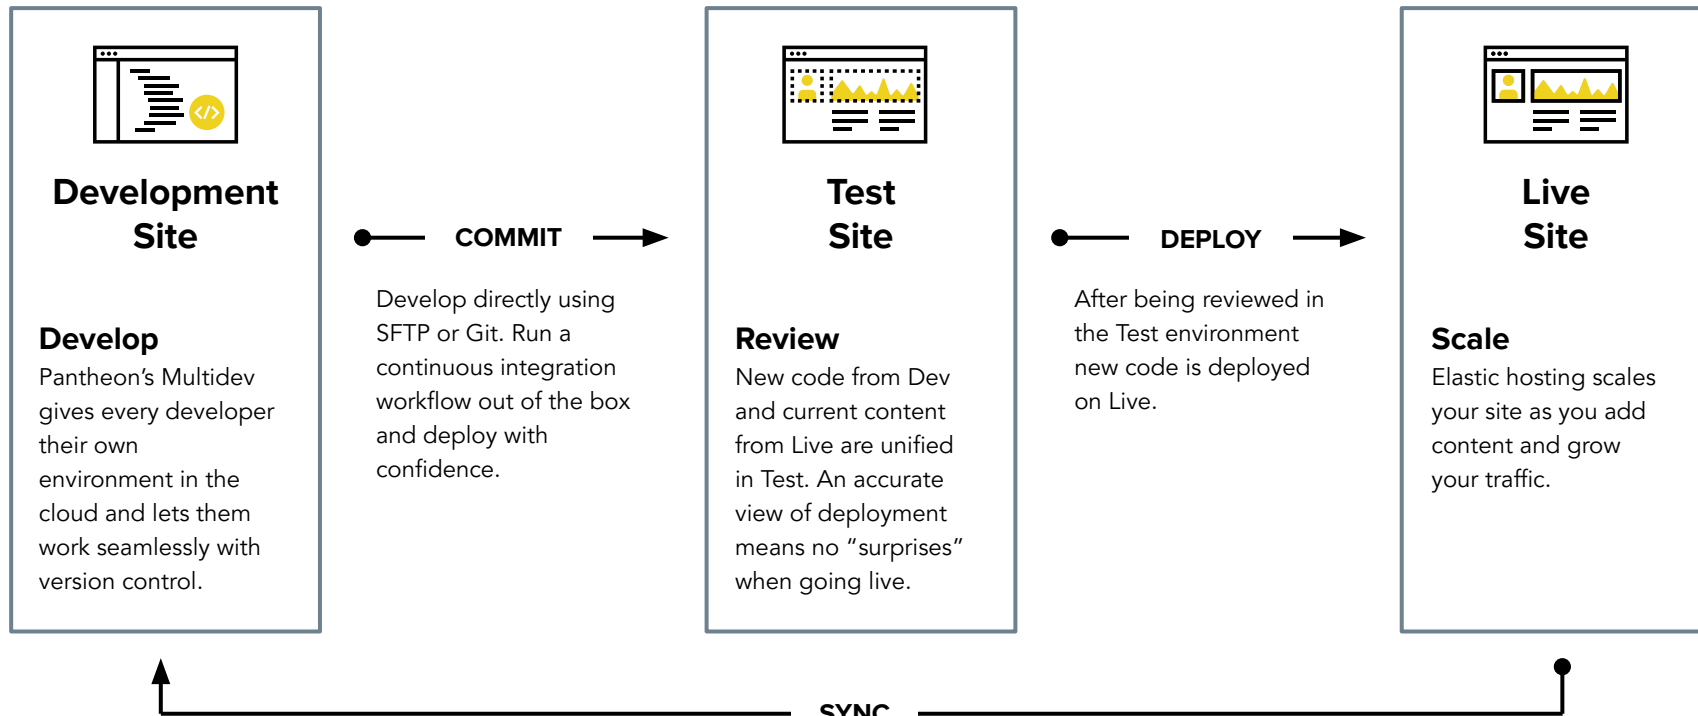 Development
Site
Develop
Pantheon’s Multidev
gives every developer
their own
environment in the
cloud and lets them
work seamlessly with
version control.
COMMIT
Develop directly using
SFTP or Git. Run a
continuous integration
workflow out of the box
and deploy with
confidence.
Test
Site
Review
New code from Dev
and current content
from Live are unified
in Test. An accurate
view of deployment
means no “surprises”
when going live.
DEPLOY
After being reviewed in
the Test environment
new code is deployed
on Live.
Live
Site
Scale
Elastic hosting scales
your site as you add
content and grow
your traffic.
SYNC